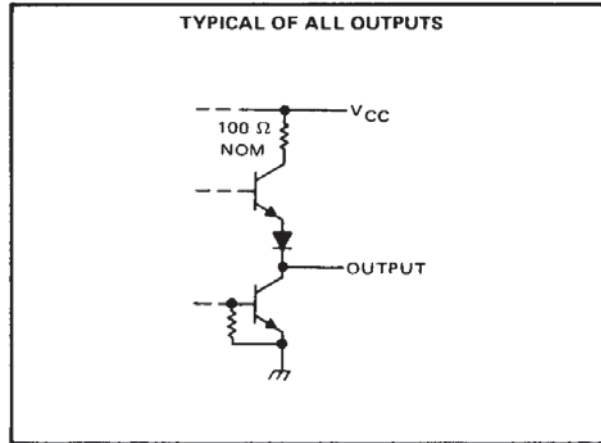 TYPICAL OF ALL OUTPUTS
VCC
100 Ω
NOM
OUTPUT